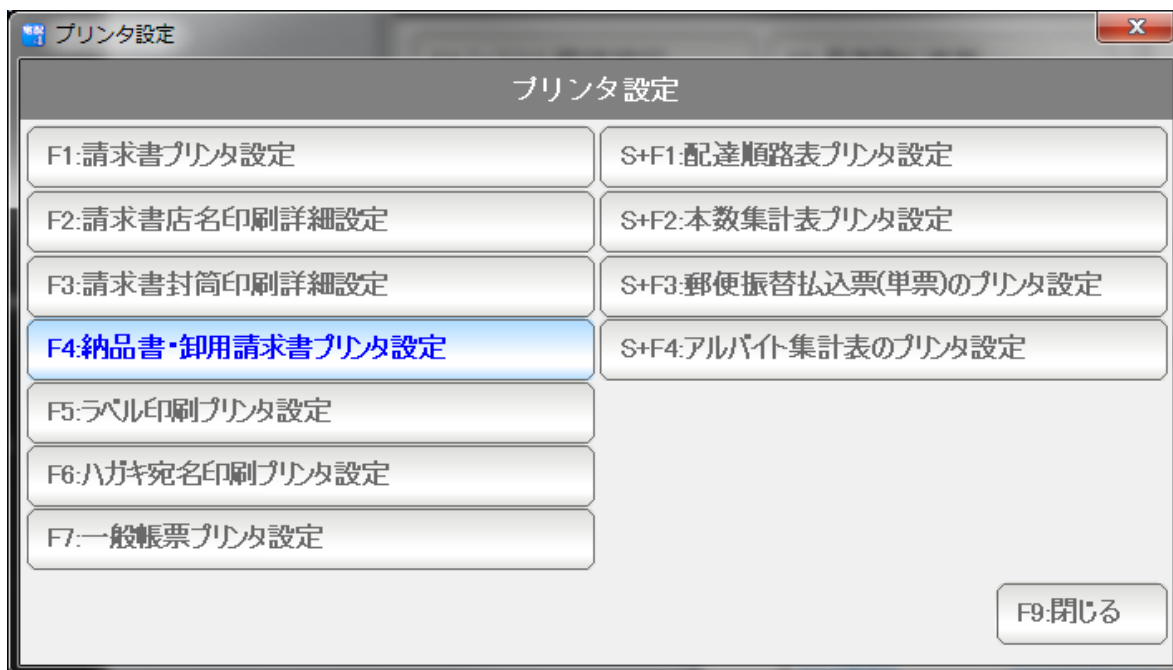 プリンタ設定
プリンタ設定
F1:請求書プリンタ設定
F2:請求書店名印刷詳細設定
F3:請求書封筒印刷詳細設定
F4:納品書・卸用請求書プリンタ設定
F5:ラベル印刷プリンタ設定
F6:ハガキ宛名印刷プリンタ設定
F7:一般帳票プリンタ設定
S+F1:配達順路表プリンタ設定
S+F2:本数集計表プリンタ設定
S+F3:郵便振替払込票(単票)のプリンタ設定
S+F4:アルバイト集計表のプリンタ設定
F9:閉じる